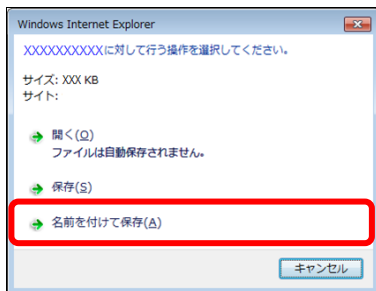 Windows Internet Explorer
XXXXXXXXXXに対して行う操作を選択してください。
サイズ: XXX KB
サイト:
開く(O)
ファイルは自動保存されません。
保存(S)
名前を付けて保存(A)
キャンセル